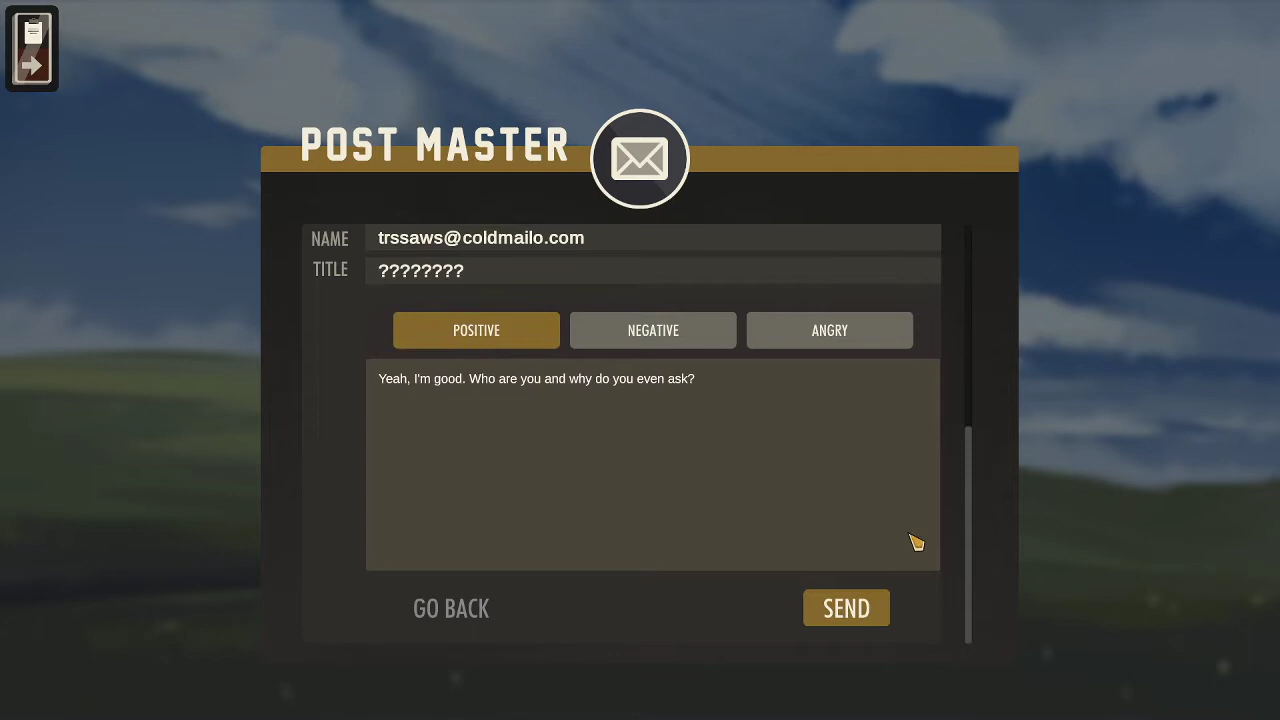 POST MASTER
NAME trssaws@coldmailo.com
TITLE ????????
POSITIVE NEGATIVE ANGRY
Yeah, I'm good. Who are you and why do you even ask?
GO BACK SEND